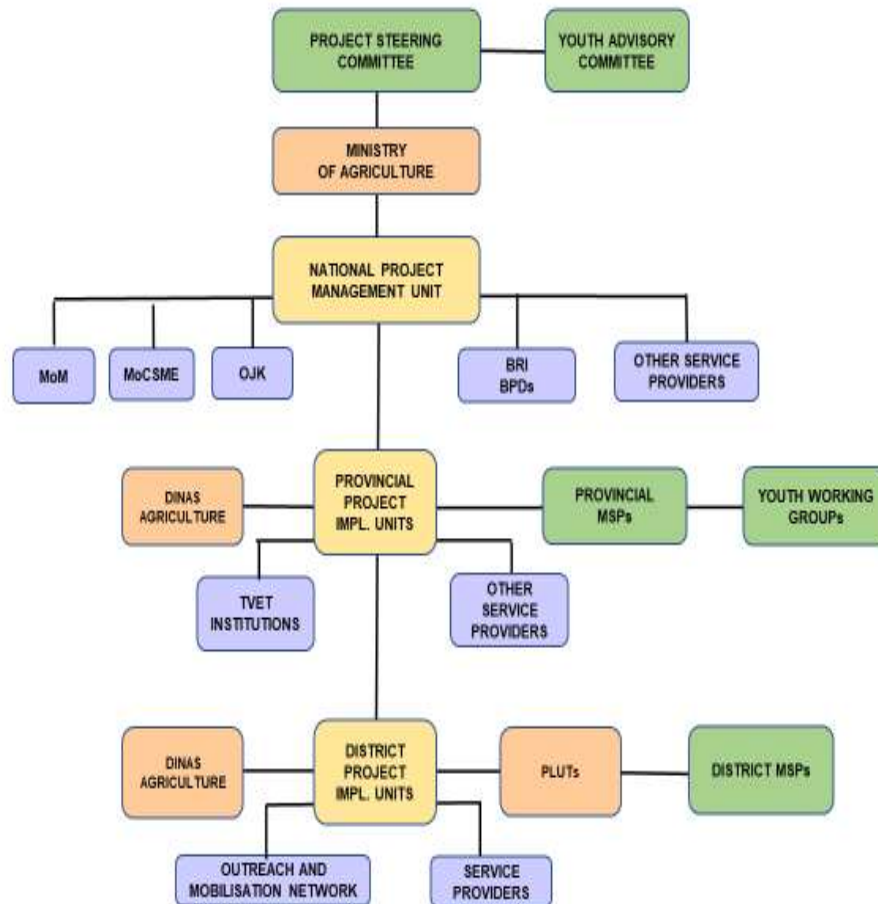 PROJECT STEERING
COMMITTEE
YOUTH ADVISORY
COMMITTEE
MINISTRY
OF AGRICULTURE
NATIONAL PROJECT
MANAGEMENT UNIT
MoM
MoCSME
OJK
BRI
BPDs
OTHER SERVICE
PROVIDERS
DINAS
AGRICULTURE
PROVINCIAL
PROJECT
IMPL. UNITS
PROVINCIAL
MSPs
YOUTH WORKING
GROUPs
TVET
INSTITUTIONS
OTHER
SERVICE
PROVIDERS
DINAS
AGRICULTURE
DISTRICT
PROJECT
IMPL. UNITS
PLUTs
DISTRICT MSPs
OUTREACH AND
MOBILISATION NETWORK
SERVICE
PROVIDERS